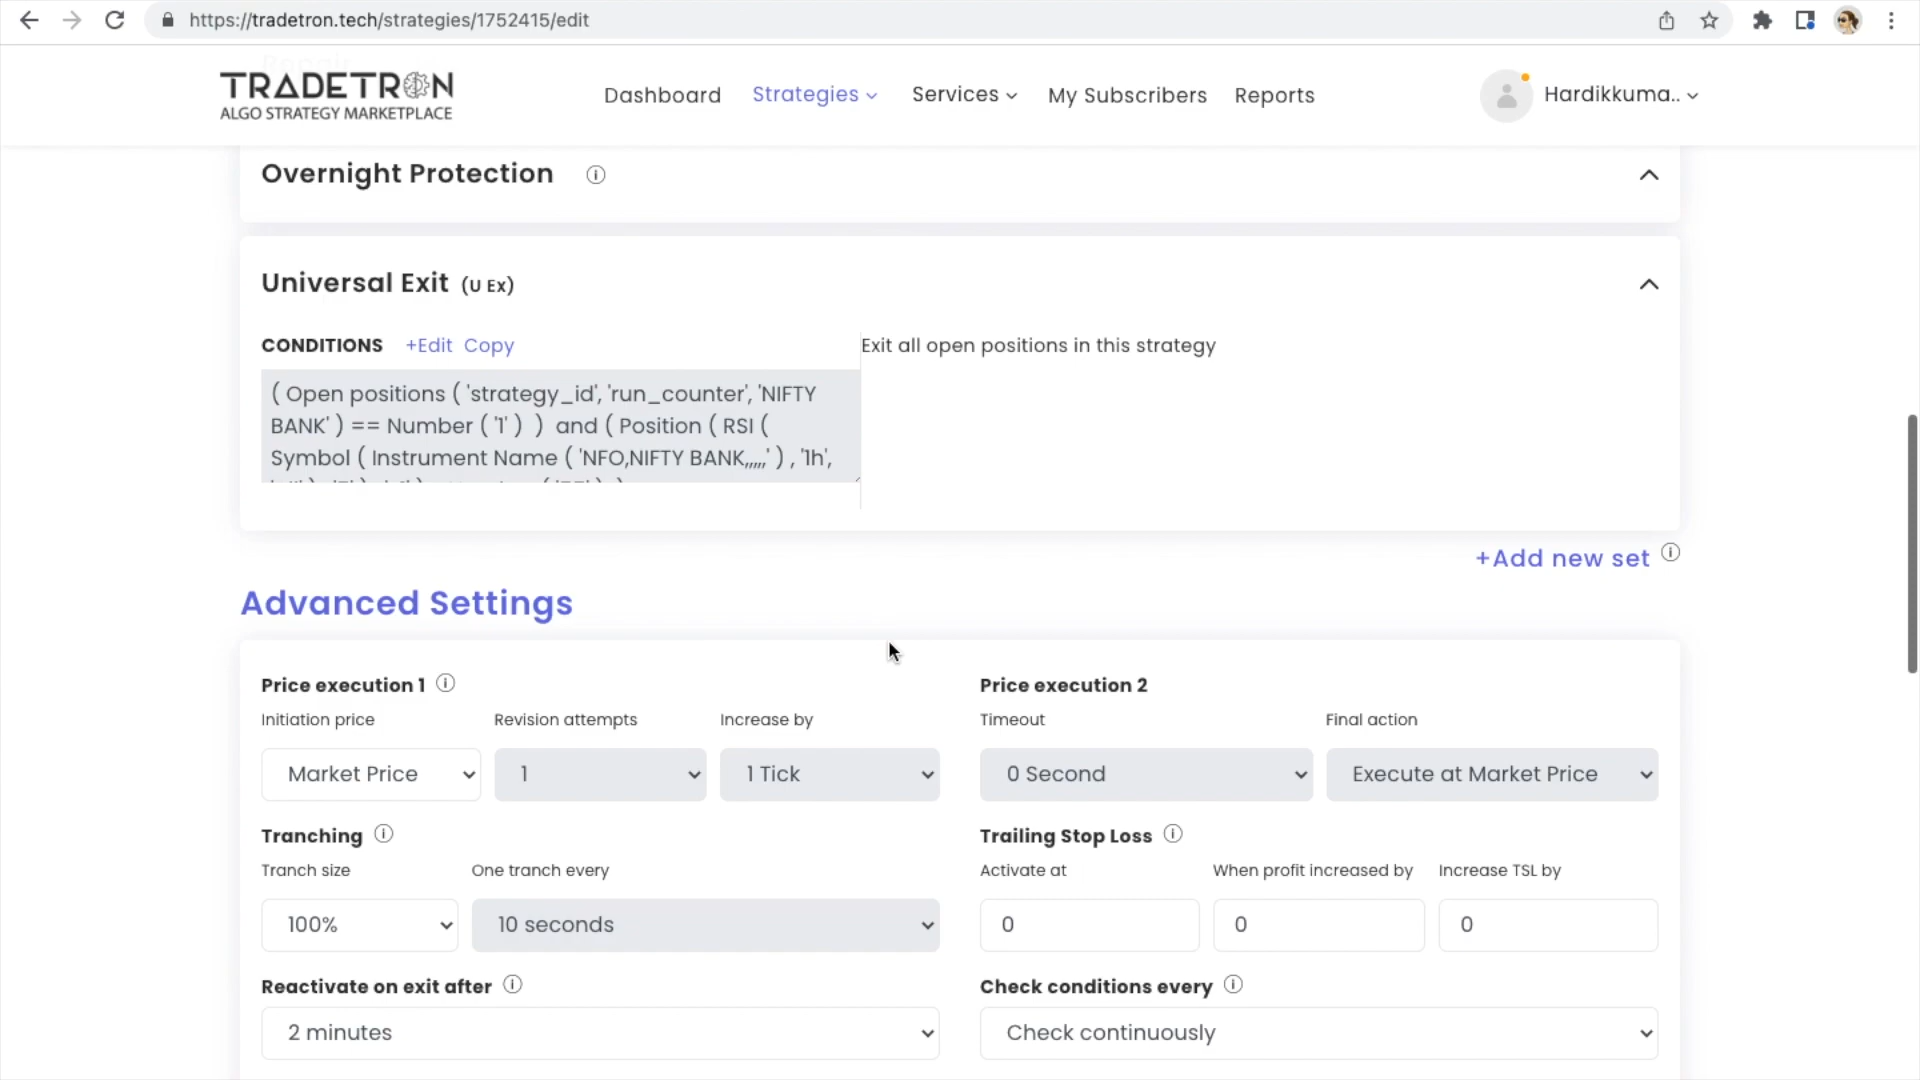 https://tradetron.tech/strategies/1752415/edit
TRADETRON
ALGO STRATEGY MARKETPLACE
Dashboard
Strategies
Services
My Subscribers
Reports
Hardikkuma..
Overnight Protection
Universal Exit (U Ex)
CONDITIONS +Edit Copy
Exit all open positions in this strategy
( Open positions ( 'strategy_id', 'run_counter', 'NIFTY
BANK' ) == Number ( '1' ) ) and ( Position ( RSI (
Symbol ( Instrument Name ( 'NFO,NIFTY BANK,,,,,' ) , '1h',
+Add new set
Advanced Settings
Price execution 1
Price execution 2
Initiation price
Revision attempts
Increase by
Timeout
Final action
Market Price
1
1 Tick
0 Second
Execute at Market Price
Tranching
Trailing Stop Loss
Tranch size
One tranch every
Activate at
When profit increased by
Increase TSL by
100%
10 seconds
0
0
0
Reactivate on exit after
Check conditions every
2 minutes
Check continuously